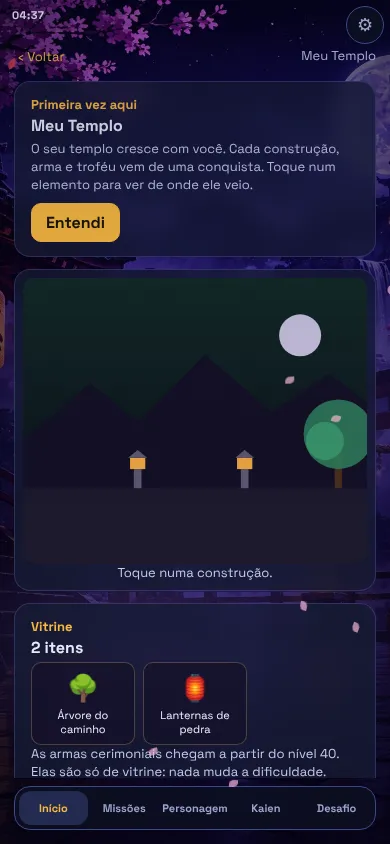 04:37
‹ Voltar
Meu Templo
Primeira vez aqui
Meu Templo
O seu templo cresce com você. Cada construção,
arma e troféu vem de uma conquista. Toque num
elemento para ver de onde ele veio.
Entendi
Toque numa construção.
Vitrine
2 itens
Árvore do
caminho
Lanternas de
pedra
As armas cerimoniais chegam a partir do nível 40.
Elas são só de vitrine: nada muda a dificuldade.
Início
Missões
Personagem
Kaien
Desafio